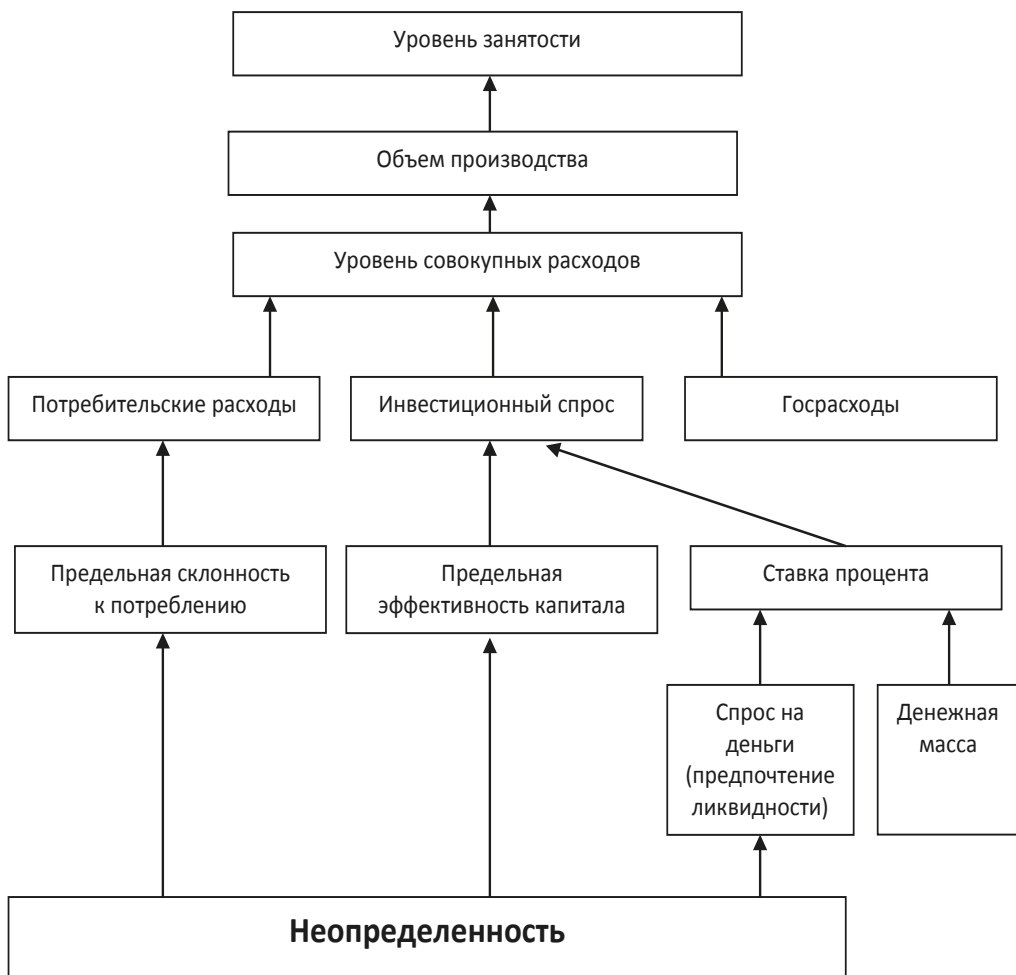 Уровень занятости
Объем производства
Уровень совокупных расходов
Потребительские расходы
Инвестиционный спрос
Госрасходы
Предельная склонность
к потреблению
Предельная
эффективность капитала
Ставка процента
Спрос на
деньги
(предпочтение
ликвидности)
Денежная
масса
Неопределенность